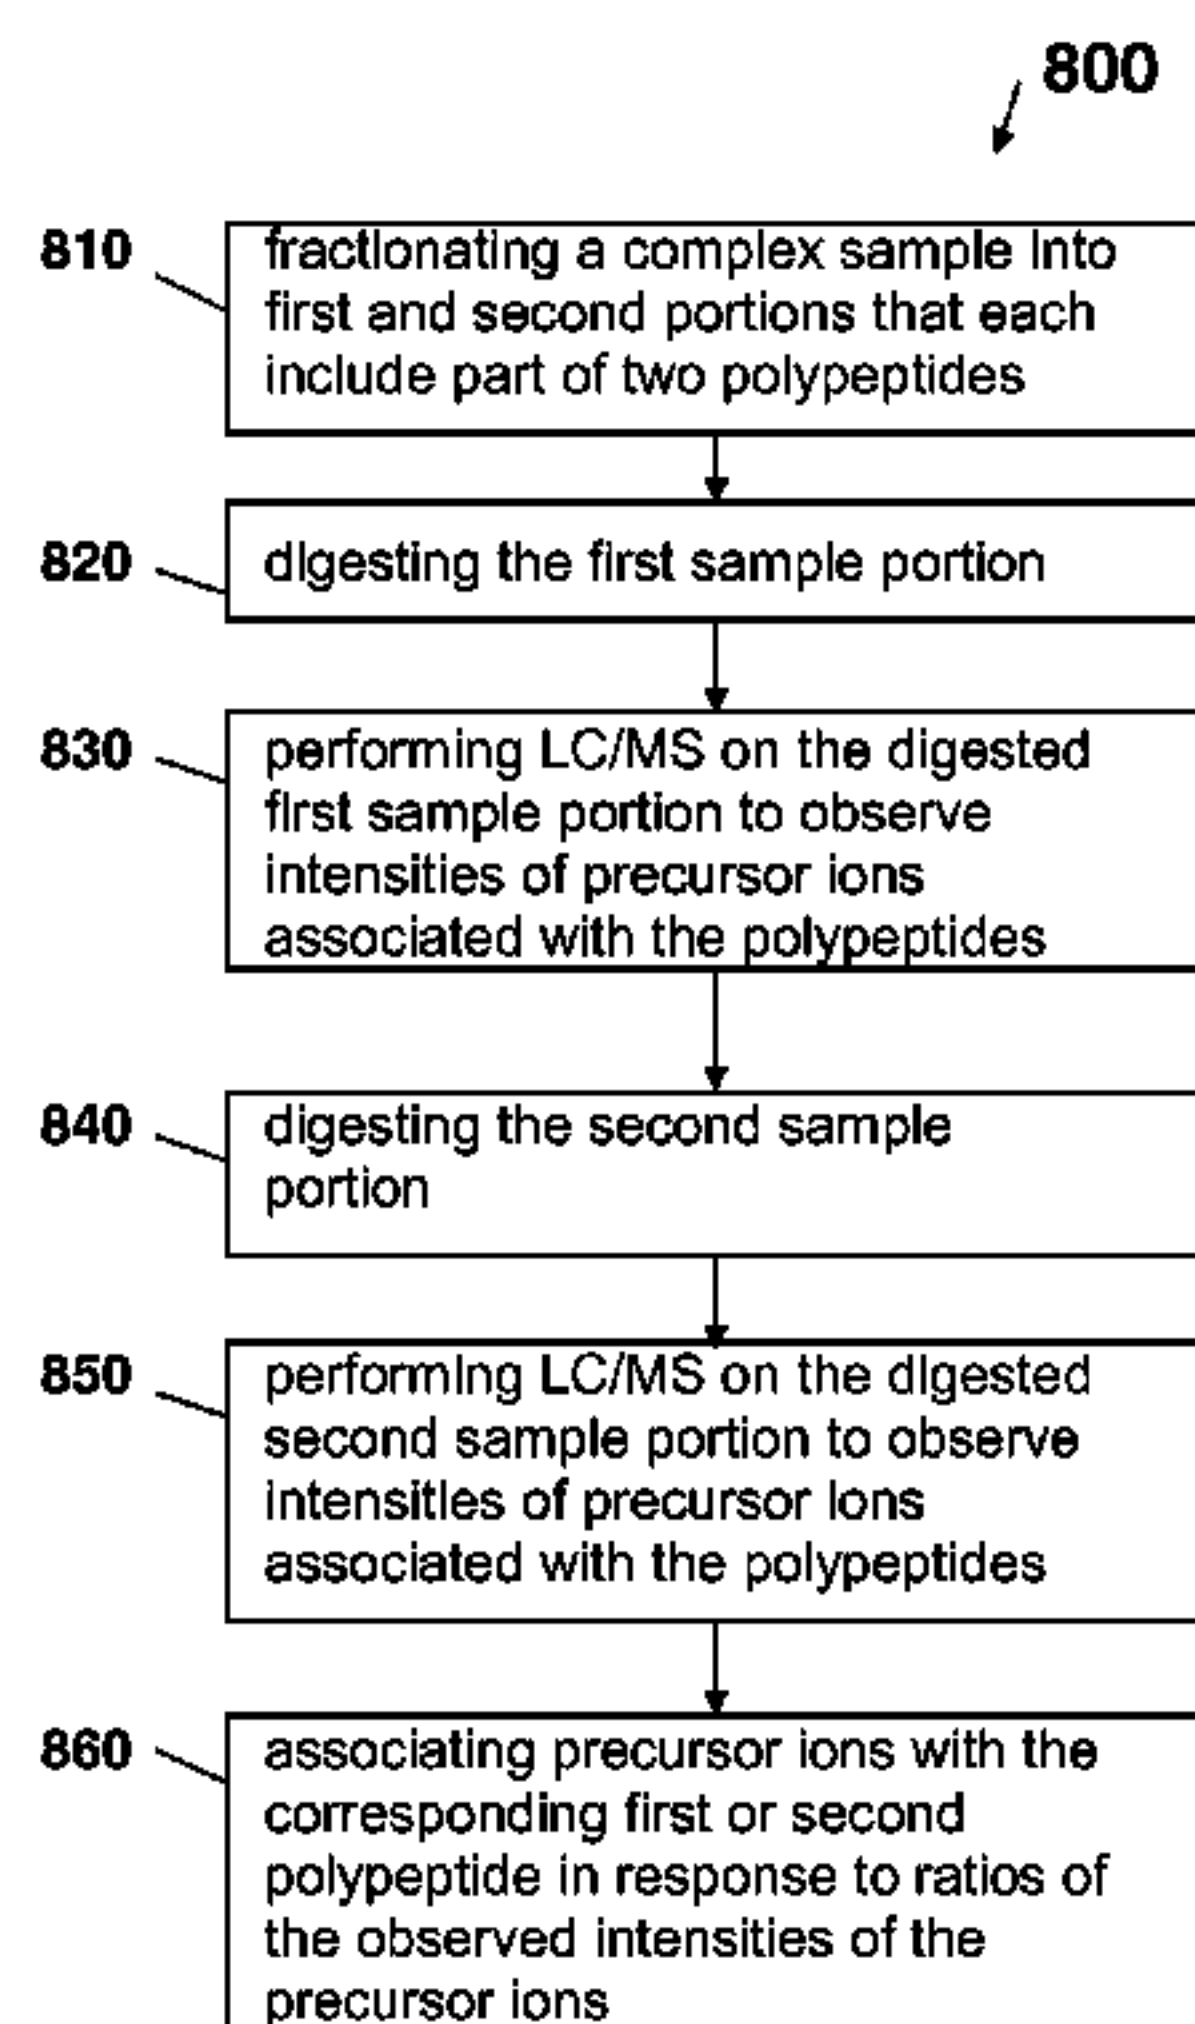 800
810
fractionating a complex sample into
first and second portions that each
include part of two polypeptides
820
digesting the first sample portion
830
performing LC/MS on the digested
first sample portion to observe
intensities of precursor ions
associated with the polypeptides
840
digesting the second sample
portion
850
performing LC/MS on the digested
second sample portion to observe
intensities of precursor ions
associated with the polypeptides
860
associating precursor ions with the
corresponding first or second
polypeptide in response to ratios of
the observed intensities of the
precursor ions